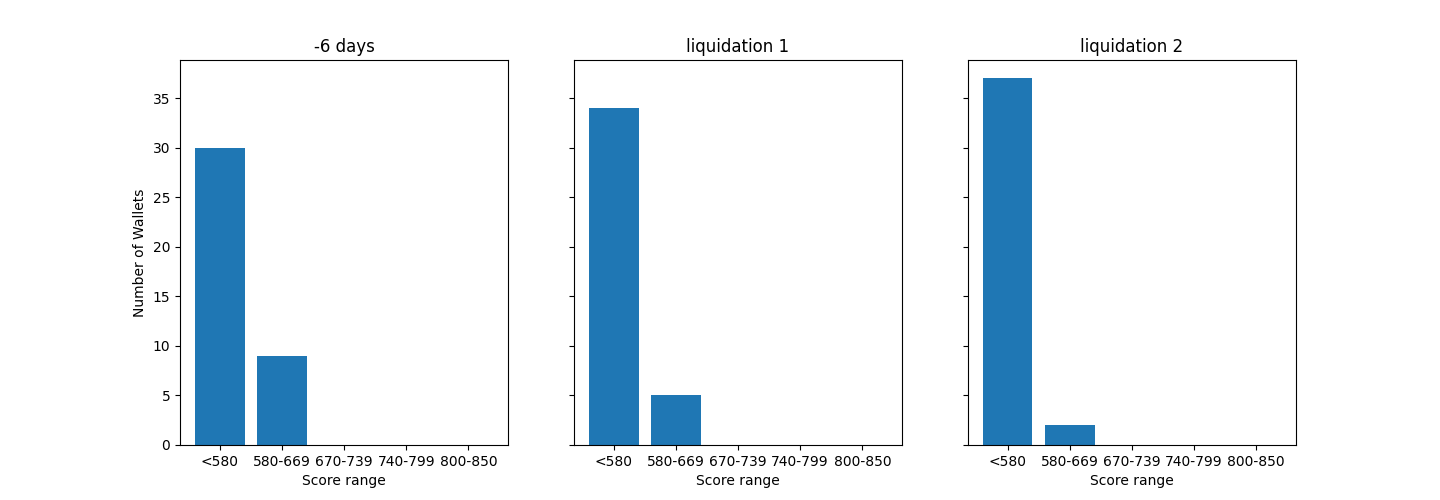 -6 days
liquidation 1
liquidation 2
Number of Wallets
35
30
25
20
15
10
5
0
<580 580-669 670-739 740-799 800-850
Score range
<580 580-669 670-739 740-799 800-850
Score range
<580 580-669 670-739 740-799 800-850
Score range